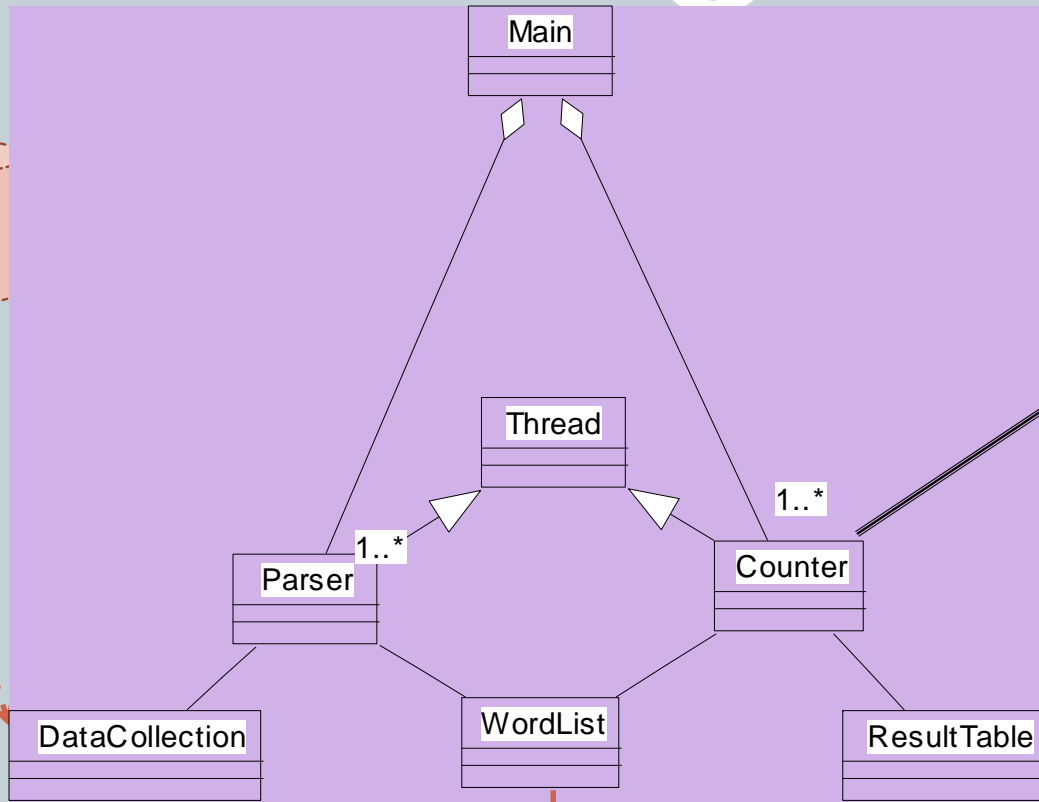 Main
Thread
1..*
1..*
Parser
Counter
DataCollection
WordList
ResultTable